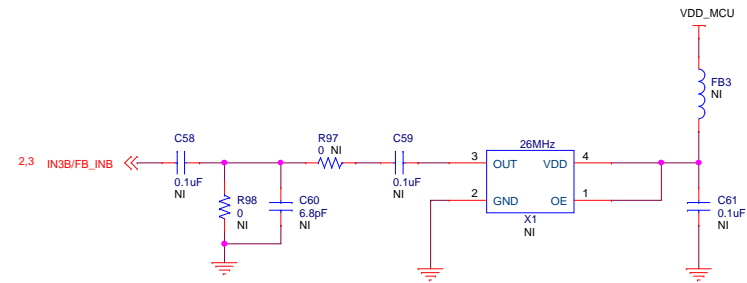 VDD_MCU
FB3
NI
C58
0.1uF
NI
R97
0 NI
C59
0.1uF
NI
26MHz
3 OUT VDD 4
2 GND OE 1
X1
NI
2,3 IN3B/FB_INB
R98
0
NI
C60
6.8pF
NI
C61
0.1uF
NI